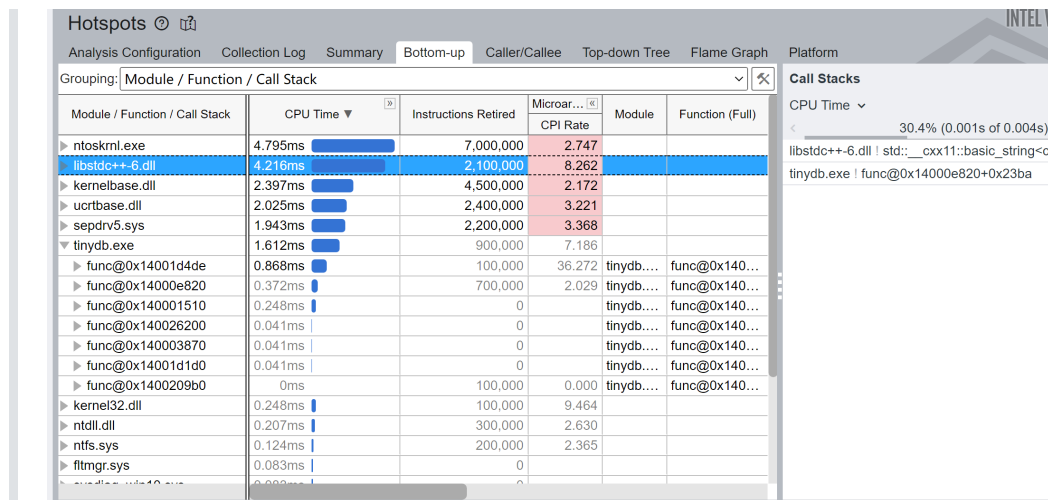 Hotspots
INTEL
Analysis Configuration Collection Log Summary Bottom-up Caller/Callee Top-down Tree Flame Graph Platform
Grouping: Module / Function / Call Stack
Call Stacks
Module / Function / Call Stack CPU Time ▼ Instructions Retired Microar... Module Function (Full)
CPI Rate
CPU Time
30.4% (0.001s of 0.004s)
ntoskrnl.exe 4.795ms 7,000,000 2.747
libstdc++-6.dll ! std::__cxx11::basic_string<c
libstdc++-6.dll 4.216ms 2,100,000 8.262
tinydb.exe ! func@0x14000e820+0x23ba
kernelbase.dll 2.397ms 4,500,000 2.172
ucrtbase.dll 2.025ms 2,400,000 3.221
sepdrv5.sys 1.943ms 2,200,000 3.368
tinydb.exe 1.612ms 900,000 7.186
func@0x14001d4de 0.868ms 100,000 36.272 tinydb.... func@0x140...
func@0x14000e820 0.372ms 700,000 2.029 tinydb.... func@0x140...
func@0x140001510 0.248ms 0 tinydb.... func@0x140...
func@0x140026200 0.041ms 0 tinydb.... func@0x140...
func@0x140003870 0.041ms 0 tinydb.... func@0x140...
func@0x14001d1d0 0.041ms 0 tinydb.... func@0x140...
func@0x1400209b0 0ms 100,000 0.000 tinydb.... func@0x140...
kernel32.dll 0.248ms 100,000 9.464
ntdll.dll 0.207ms 300,000 2.630
ntfs.sys 0.124ms 200,000 2.365
fltmgr.sys 0.083ms 0